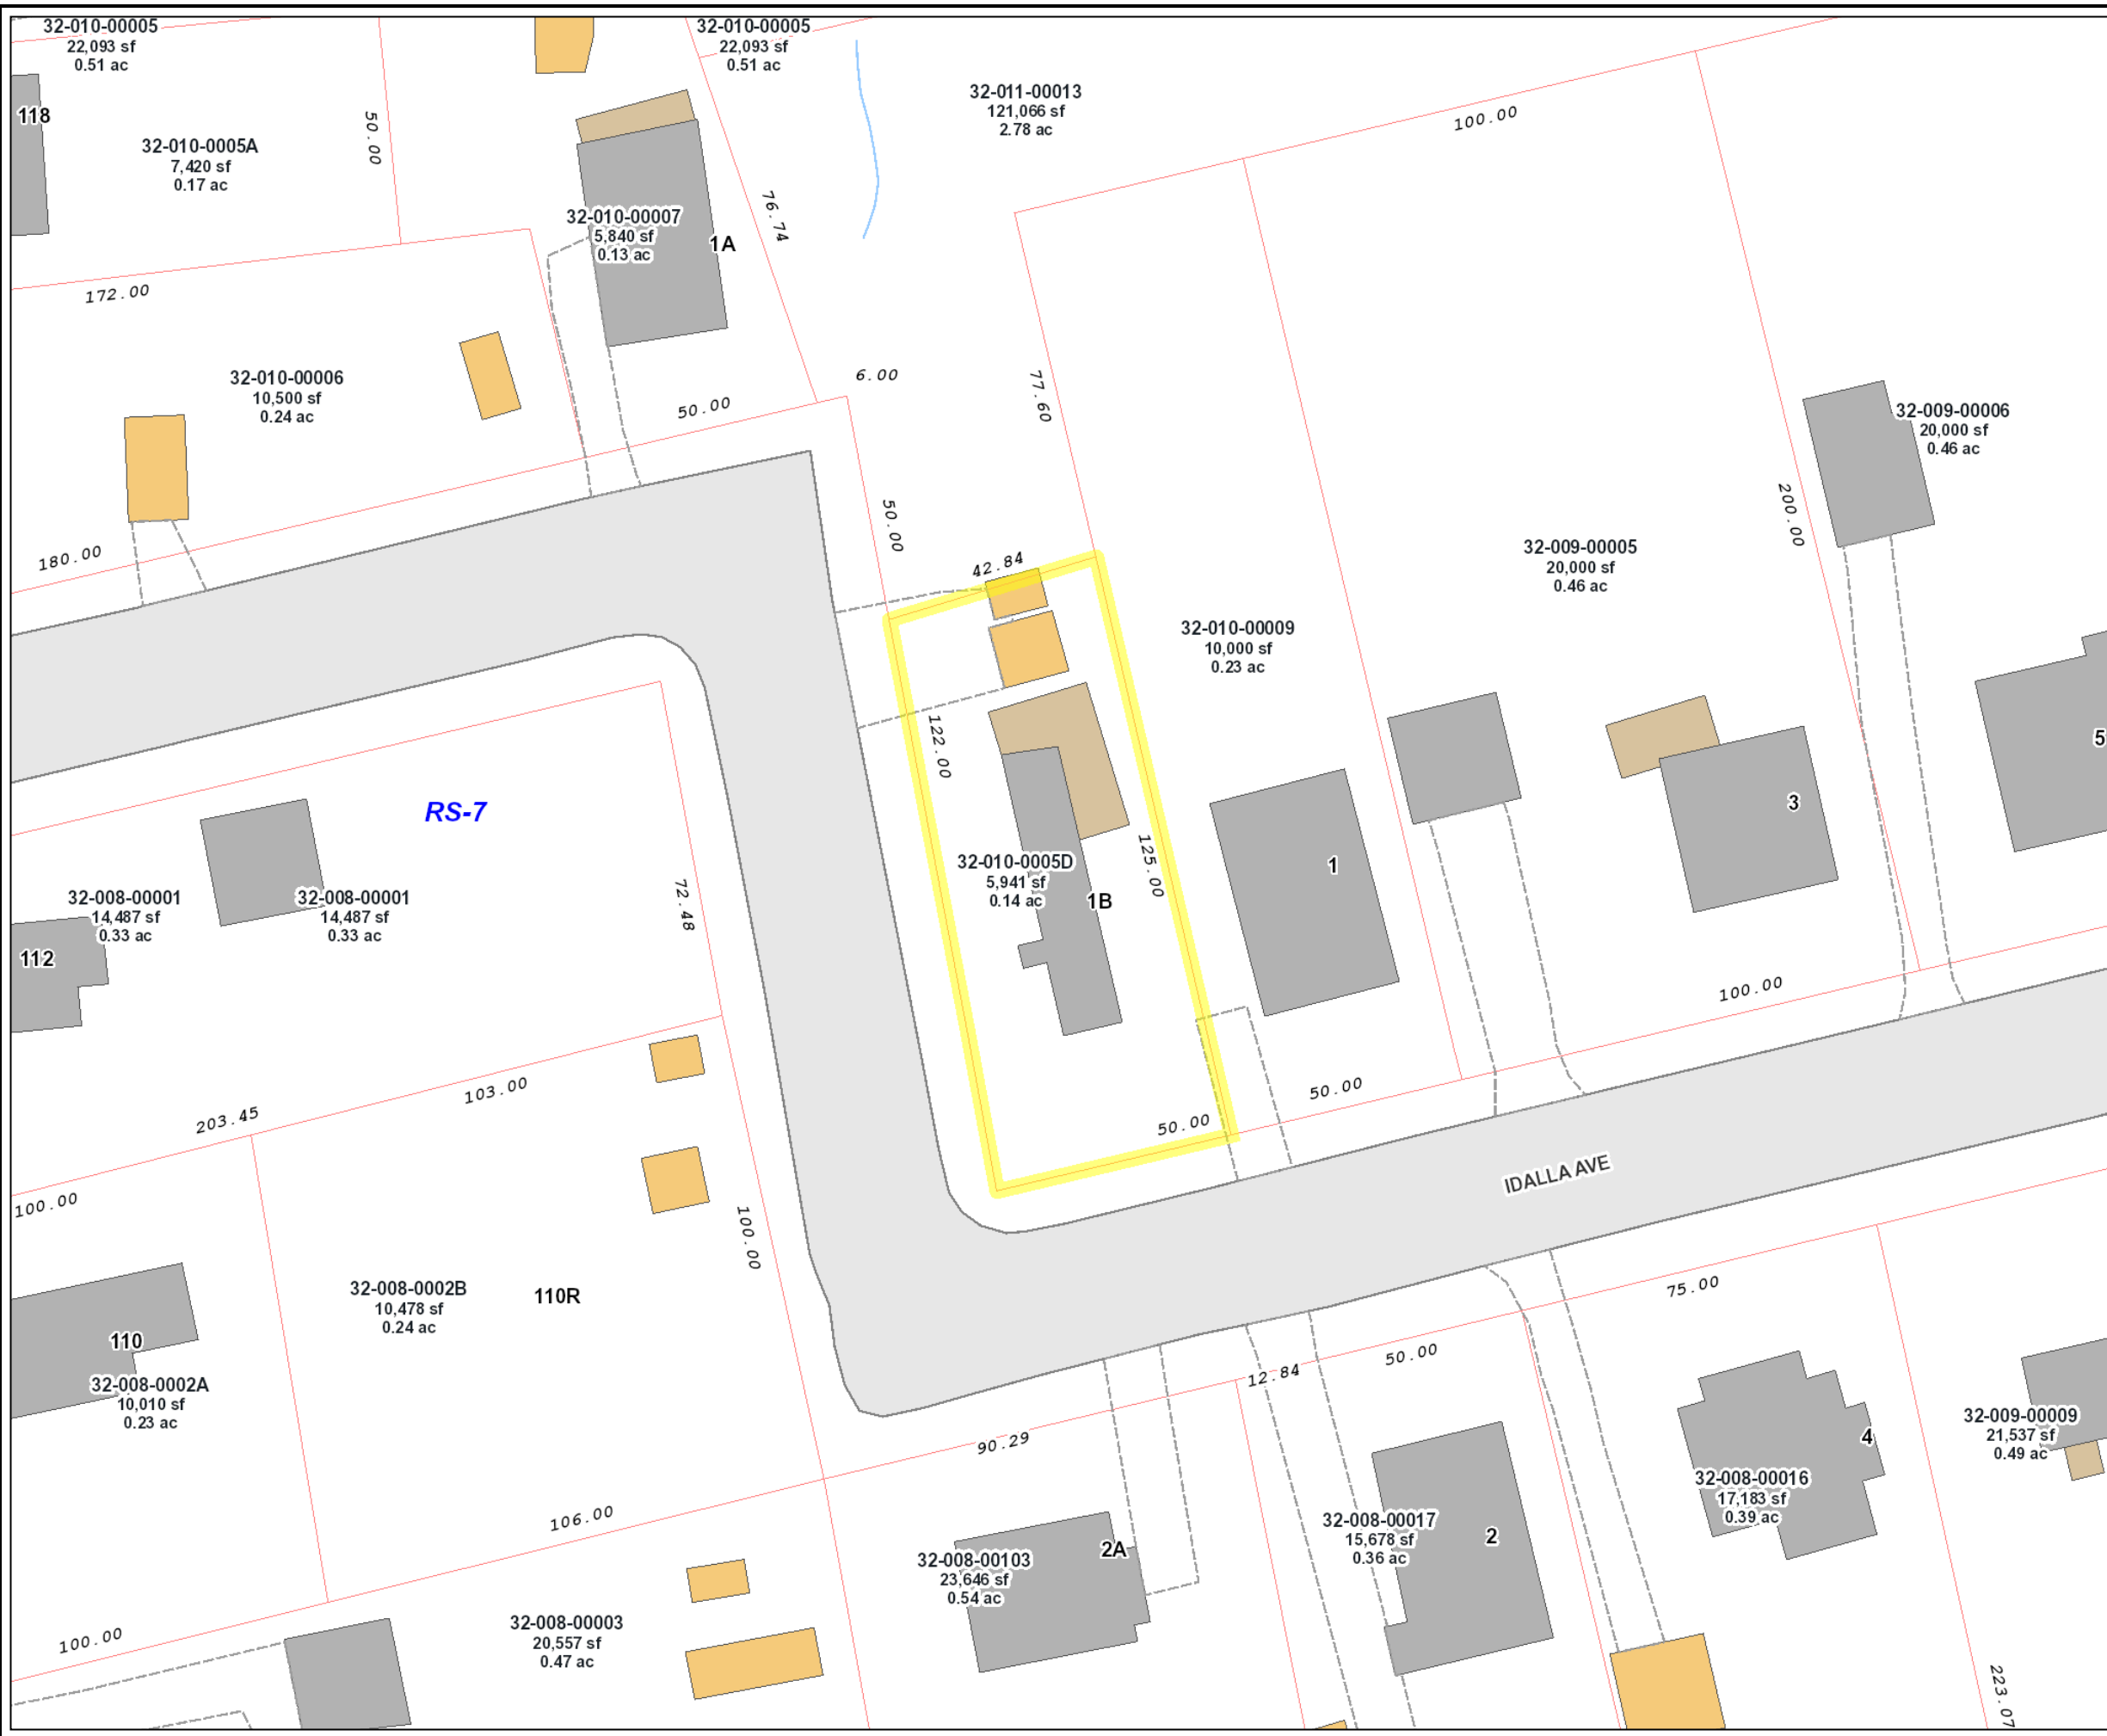 32-010-00005
22,093 sf
0.51 ac
32-010-00005
22,093 sf
0.51 ac
118
50.00
32-010-0005A
7,420 sf
0.17 ac
32-011-00013
121,066 sf
2.78 ac
100.00
32-010-00007
5,840 sf
0.13 ac
1A
76.74
172.00
32-010-00006
10,500 sf
0.24 ac
50.00
6.00
77.60
32-009-00006
20,000 sf
0.46 ac
200.00
180.00
50.00
42.84
32-009-00005
20,000 sf
0.46 ac
32-010-00009
10,000 sf
0.23 ac
122.00
5
RS-7
3
32-010-0005D
5,941 sf
0.14 ac
1B
125.00
1
32-008-00001
14,487 sf
0.33 ac
32-008-00001
14,487 sf
0.33 ac
72.48
112
100.00
103.00
203.45
50.00
50.00
IDALLA AVE
100.00
100.00
32-008-0002B
10,478 sf
0.24 ac
110R
75.00
110
32-008-0002A
10,010 sf
0.23 ac
12.84
50.00
90.29
32-009-00009
21,537 sf
0.49 ac
4
32-008-00016
17,183 sf
0.39 ac
106.00
32-008-00017
15,678 sf
0.36 ac
2
32-008-00103
23,646 sf
0.54 ac
2A
100.00
32-008-00003
20,557 sf
0.47 ac
223.07